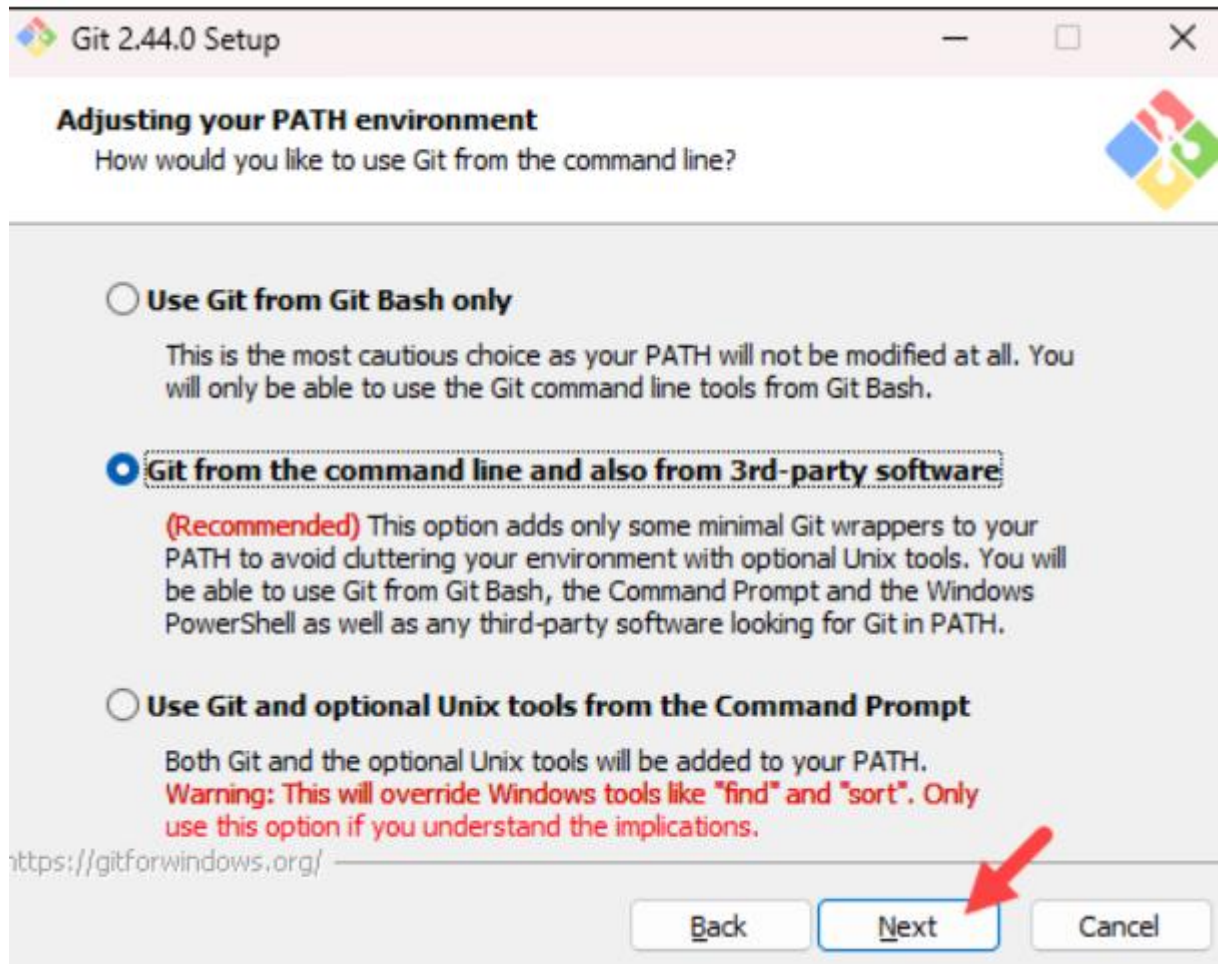 Git 2.44.0 Setup
Adjusting your PATH environment
How would you like to use Git from the command line?
Use Git from Git Bash only
This is the most cautious choice as your PATH will not be modified at all. You
will only be able to use the Git command line tools from Git Bash.
Git from the command line and also from 3rd-party software
(Recommended) This option adds only some minimal Git wrappers to your
PATH to avoid cluttering your environment with optional Unix tools. You will
be able to use Git from Git Bash, the Command Prompt and the Windows
PowerShell as well as any third-party software looking for Git in PATH.
Use Git and optional Unix tools from the Command Prompt
Both Git and the optional Unix tools will be added to your PATH.
Warning: This will override Windows tools like "find" and "sort". Only
use this option if you understand the implications.
https://gitforwindows.org/
Back Next Cancel